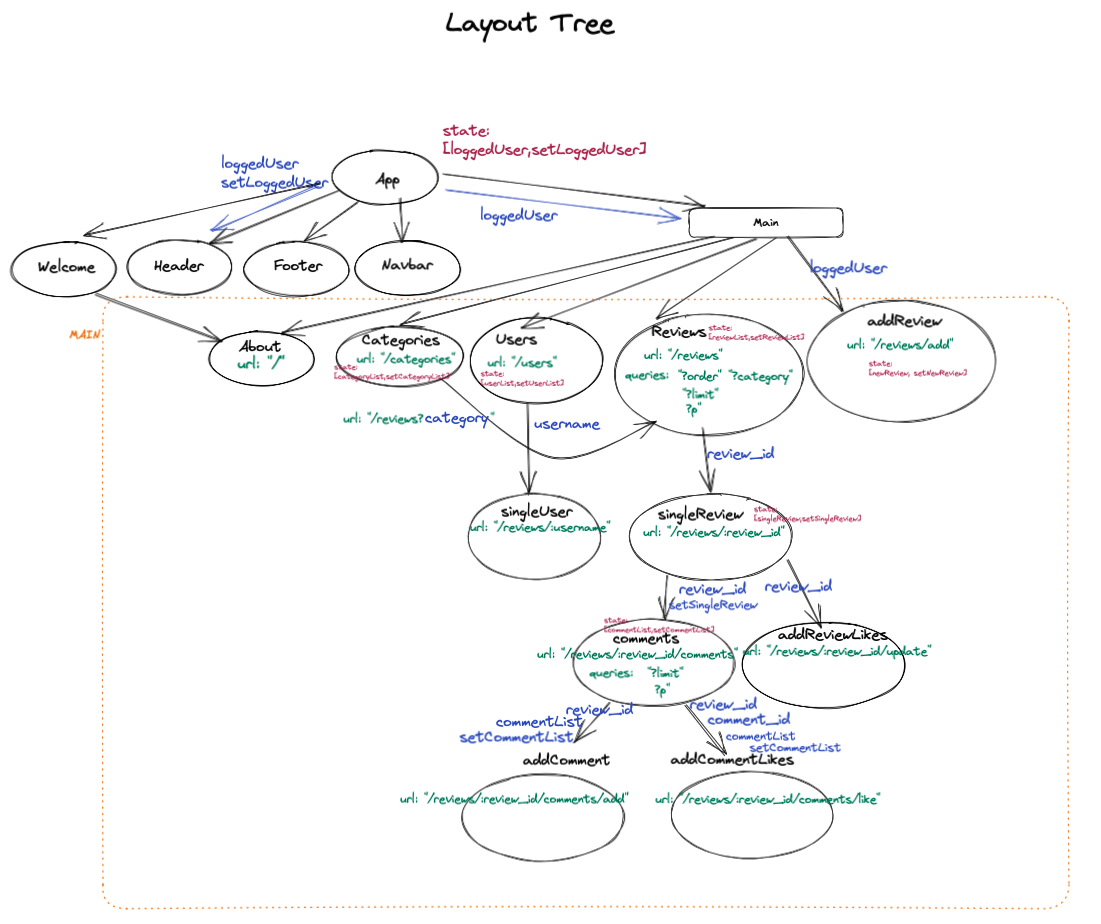 Layout Tree
state:
[loggedUser,setLoggedUser]
loggedUser
setLoggedUser
App
loggedUser
Main
Welcome
Header
Footer
Navbar
loggedUser
MAIN
About
url: "/"
Categories
url: "/categories"
state:
[categoryList,setCategoryList]
Users
url: "/users"
state:
[userList,setUserList]
Reviews
state:
[reviewList,setReviewList]
url: "/reviews"
queries: "?order" "?category"
"?limit"
?p"
addReview
url: "/reviews/add"
state:
[newReview, setNewReview]
url: "/reviews?category"
username
review_id
singleUser
url: "/reviews/:username"
singleReview
state:
[singleReview,setSingleReview]
url: "/reviews/:review_id"
review_id
setSingleReview
review_id
state:
[commentList,setCommentList]
comments
url: "/reviews/:review_id/comments"
queries: "?limit"
?p"
addReviewLikes
url: "/reviews/:review_id/update"
review_id
commentList
setCommentList
review_id
comment_id
commentList
setCommentList
addComment
url: "/reviews/:review_id/comments/add"
addCommentLikes
url: "/reviews/:review_id/comments/like"